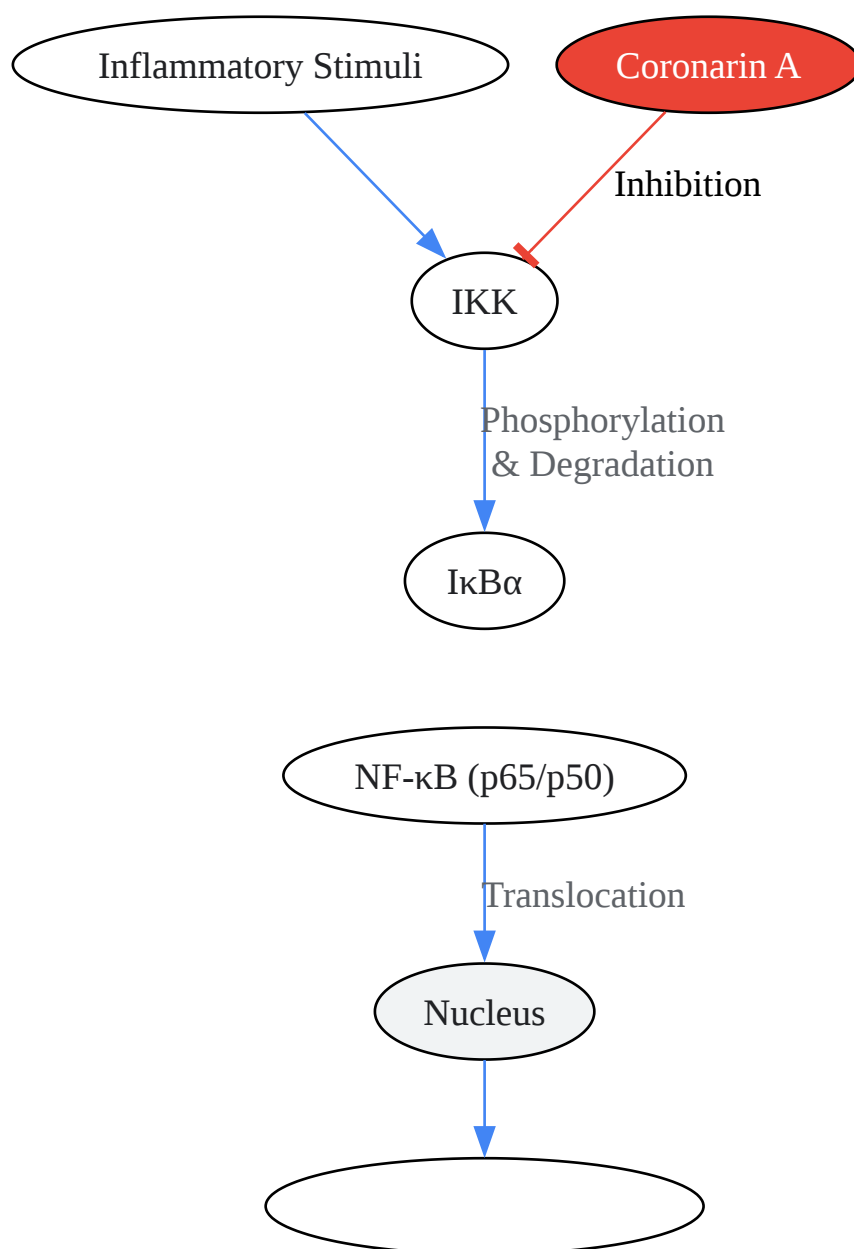 Inflammatory Stimuli
Coronarin A
Inhibition
IKK
Phosphorylation
& Degradation
IκBα
NF-κB (p65/p50)
Translocation
Nucleus